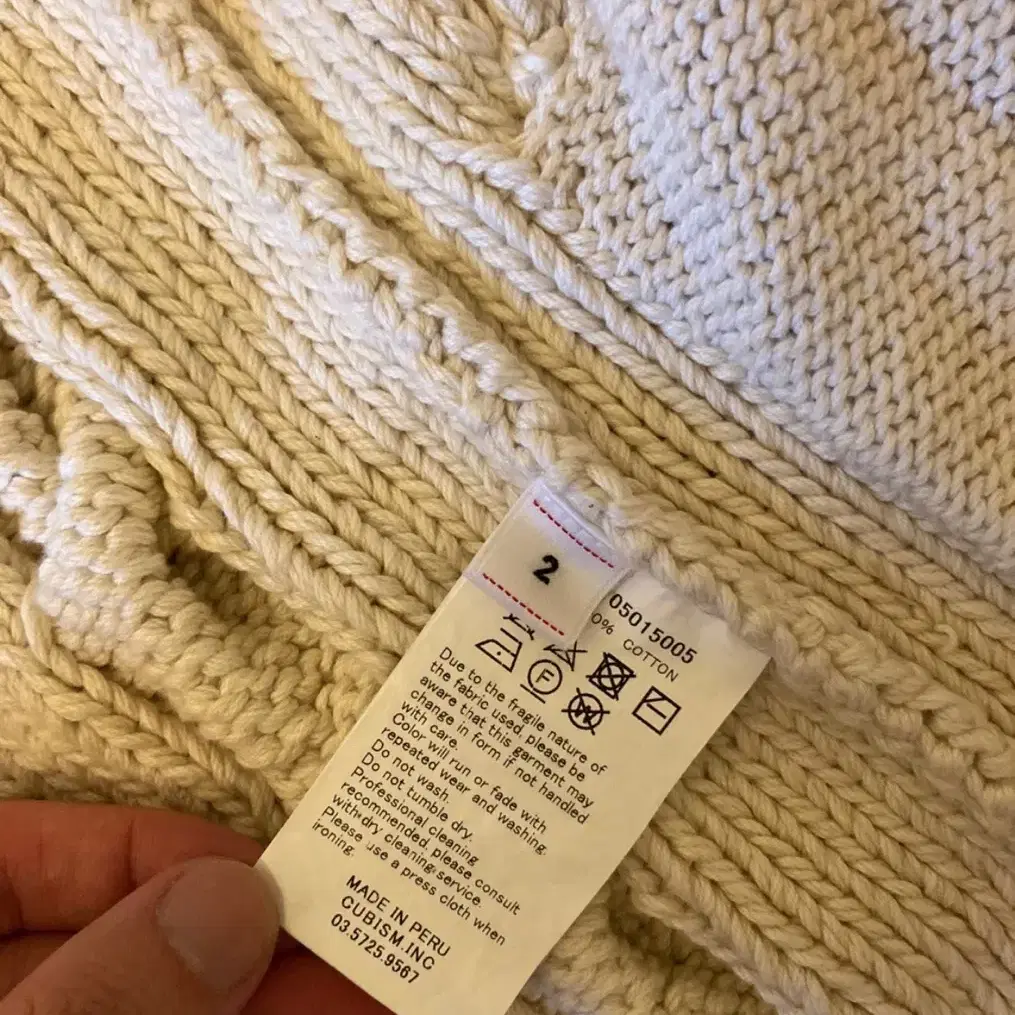 2
05015005
0% COTTON
F
W
Due to the fragile nature of
the fabric used, please be
aware that this garment may
change in form if not handled
with care.
Color will run or fade with
repeated wear and washing.
Do not wash.
Do not tumble dry.
Professional cleaning
recommended, please consult
with dry cleaning service.
Please use a press cloth when
ironing.
MADE IN PERU
CUBISM.INC
03.5725.9567